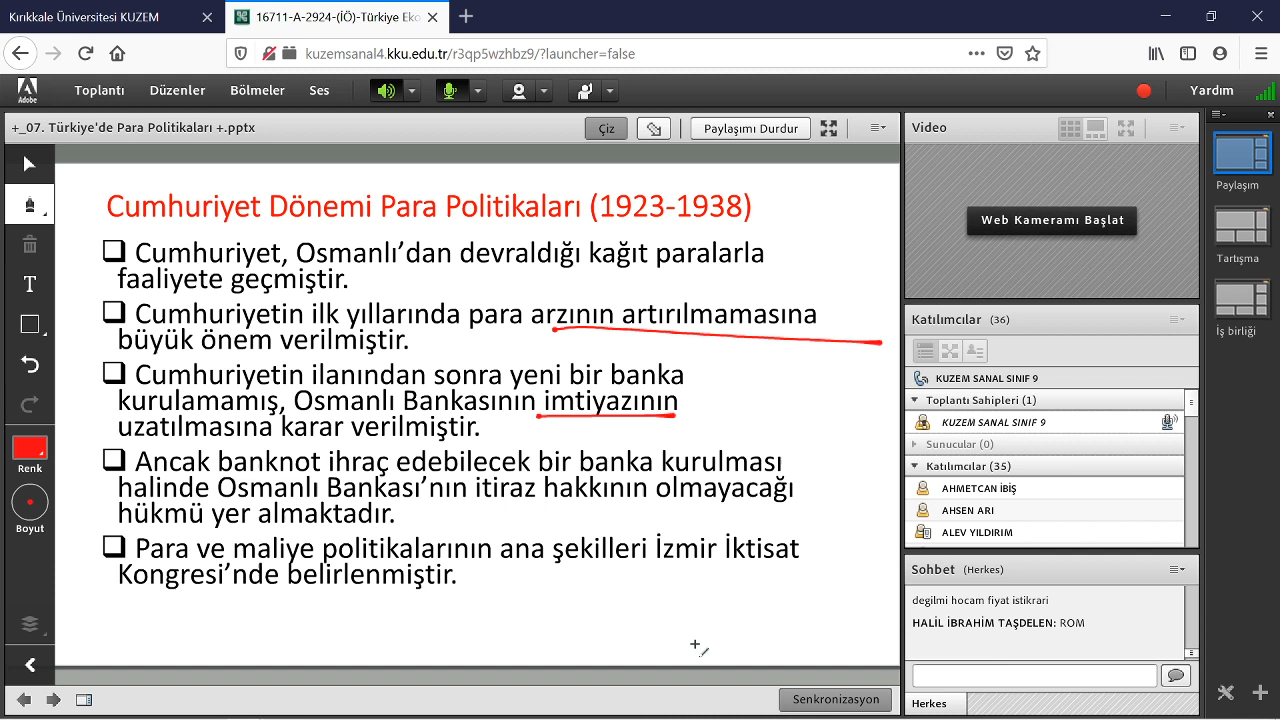 Kırıkkale Üniversitesi KUZEM
16711-A-2924-(İÖ)-Türkiye Eko
kuzemsanal4.kku.edu.tr/r3qp5wzhbz9/?launcher=false
Adobe
Toplantı Düzenler Bölmeler Ses Yardım
+_07. Türkiye'de Para Politikaları +.pptx
Çiz
Paylaşımı Durdur
Cumhuriyet Dönemi Para Politikaları (1923-1938)
Cumhuriyet, Osmanlı’dan devraldığı kağıt paralarla
faaliyete geçmiştir.
Cumhuriyetin ilk yıllarında para arzının artırılmamasına
büyük önem verilmiştir.
Cumhuriyetin ilanından sonra yeni bir banka
kurulamamış, Osmanlı Bankasının imtiyazının
uzatılmasına karar verilmiştir.
Ancak banknot ihraç edebilecek bir banka kurulması
halinde Osmanlı Bankası’nın itiraz hakkının olmayacağı
hükmü yer almaktadır.
Para ve maliye politikalarının ana şekilleri İzmir İktisat
Kongresi’nde belirlenmiştir.
T
Renk
Boyut
Senkronizasyon
Video
Web Kameramı Başlat
Katılımcılar (36)
KUZEM SANAL SINIF 9
Toplantı Sahipleri (1)
KUZEM SANAL SINIF 9
Sunucular (0)
Katılımcılar (35)
AHMETCAN İBİŞ
AHSEN ARI
ALEV YILDIRIM
Sohbet (Herkes)
degilmi hocam fiyat istikrari
HALİL İBRAHİM TAŞDELEN: ROM
Herkes
Paylaşım
Tartışma
İş birliği